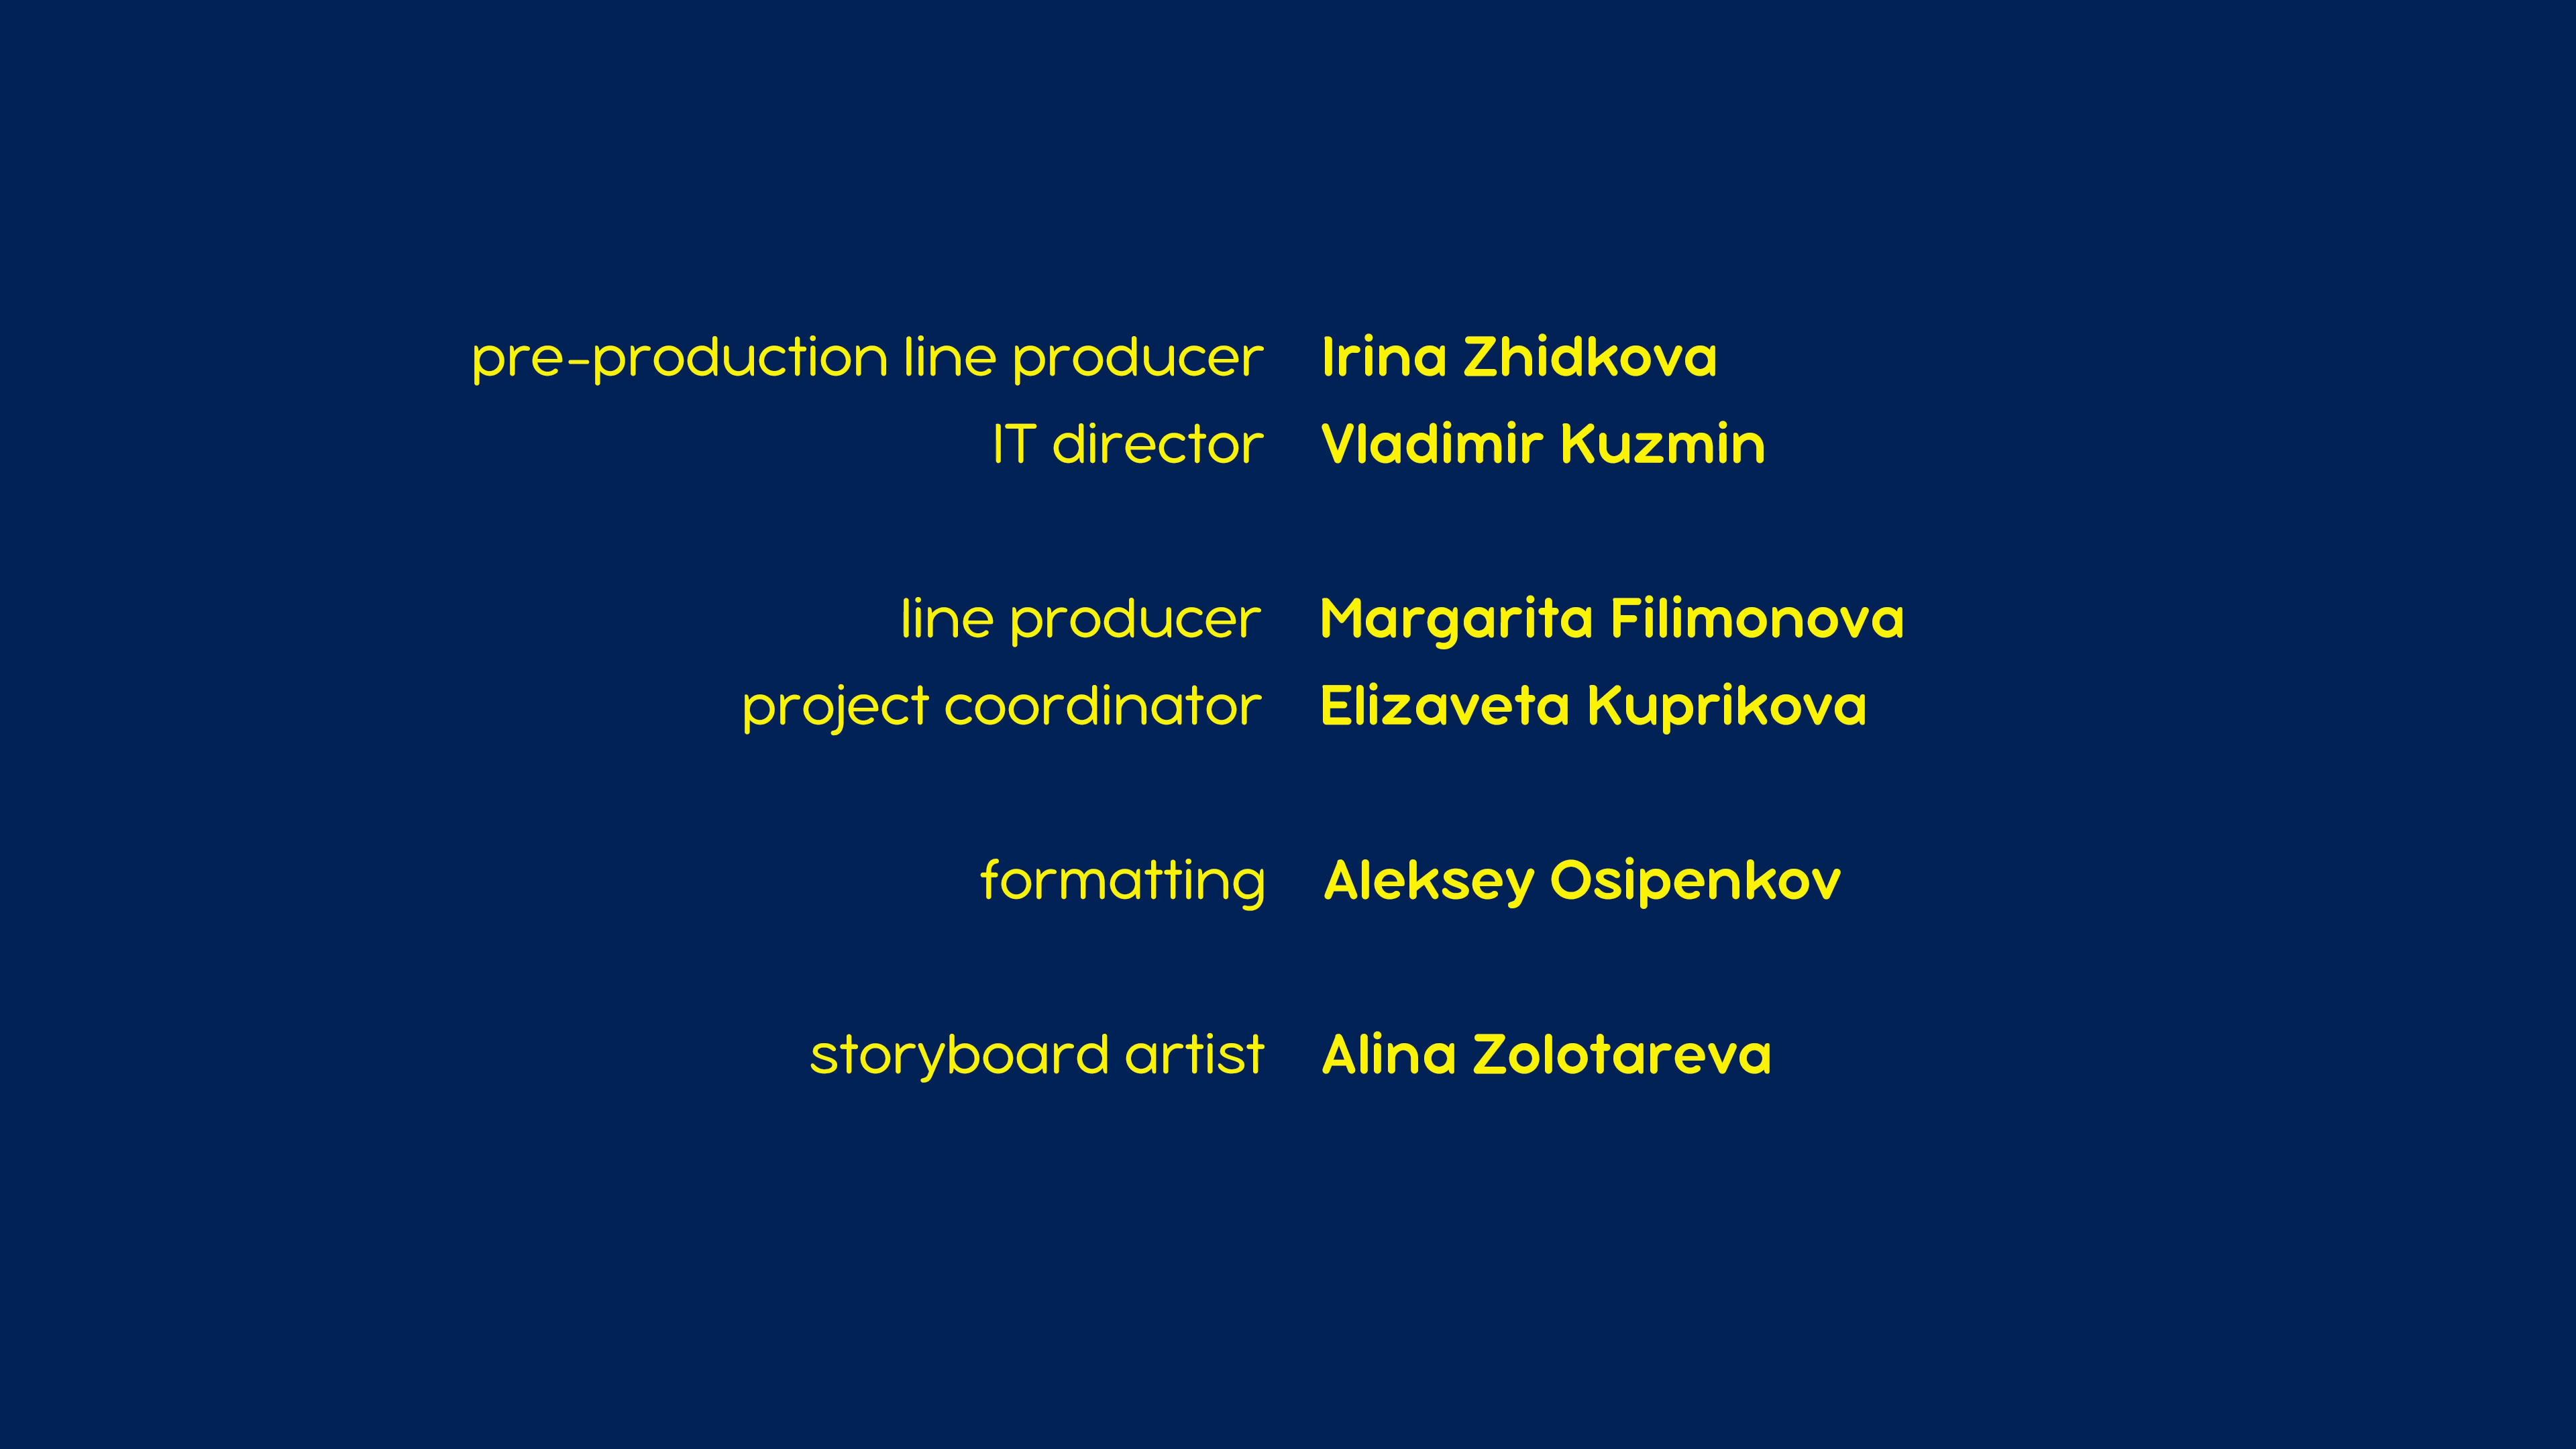 pre-production line producer Irina Zhidkova
IT director Vladimir Kuzmin
line producer Margarita Filimonova
project coordinator Elizaveta Kuprikova
formatting Aleksey Osipenkov
storyboard artist Alina Zolotareva